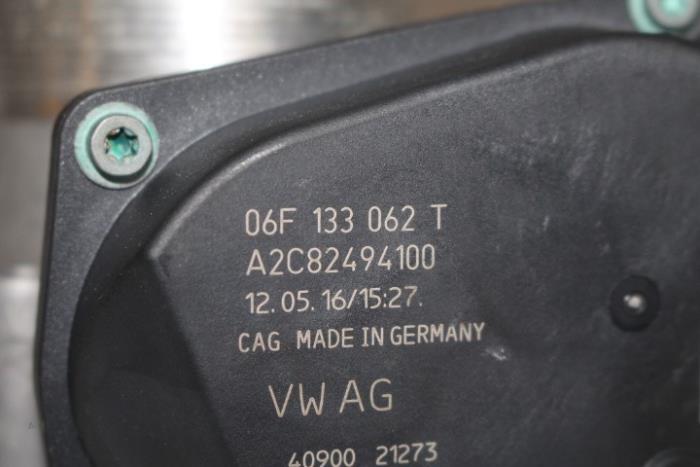 06F 133 062 T
A2C82494100
12.05.16/15:27.
CAG MADE IN GERMANY
VW AG
40900 21273